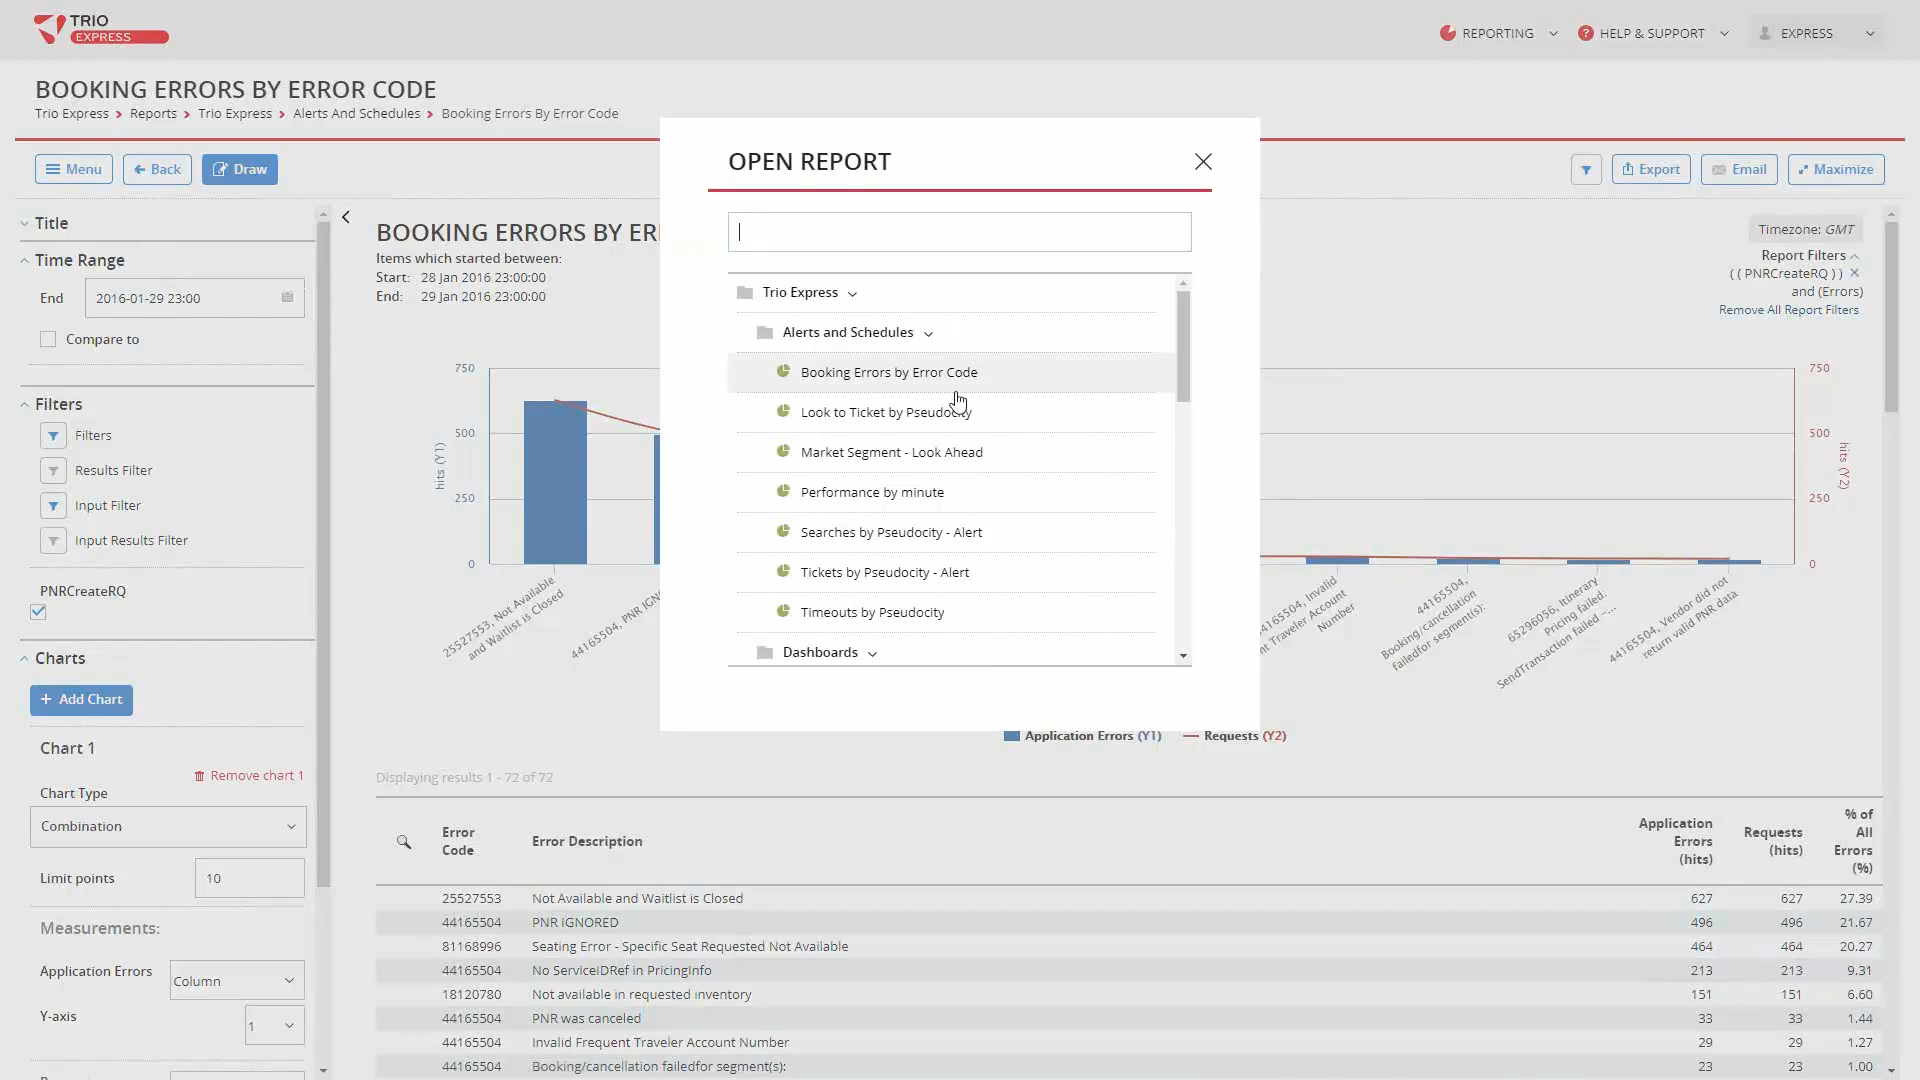 TRIO
EXPRESS
REPORTING
HELP & SUPPORT
EXPRESS
BOOKING ERRORS BY ERROR CODE
Trio Express > Reports > Trio Express > Alerts And Schedules > Booking Errors By Error Code
Menu
Back
Draw
Export
Email
Maximize
Title
Time Range
End
2016-01-29 23:00
Compare to
Filters
Filters
Results Filter
Input Filter
Input Results Filter
PNRCreateRQ
Charts
+ Add Chart
Chart 1
Remove chart 1
Chart Type
Combination
Limit points
10
Measurements:
Application Errors
Column
Y-axis
1
BOOKING ERRORS BY ER
Items which started between:
Start: 28 Jan 2016 23:00:00
End: 29 Jan 2016 23:00:00
Timezone: GMT
Report Filters
( ( PNRCreateRQ ) ) ×
and (Errors)
Remove All Report Filters
OPEN REPORT
Trio Express
Alerts and Schedules
Booking Errors by Error Code
Look to Ticket by Pseudocity
Market Segment - Look Ahead
Performance by minute
Searches by Pseudocity - Alert
Tickets by Pseudocity - Alert
Timeouts by Pseudocity
Dashboards
750
500
250
0
hits (Y1)
750
500
250
0
hits (Y2)
25527553, Not Available
and Waitlist is Closed
44165504, PNR IGN
44165504, Invalid
nt Traveler Account
Number
44165504,
Booking/cancellation
failedfor segment(s):
65296056, Itinerary
Pricing failed.
SendTransaction failed –...
44165504, Vendor did not
return valid PNR data
Application Errors (Y1)
Requests (Y2)
Displaying results 1 - 72 of 72
Error Code
Error Description
Application Errors (hits)
Requests (hits)
% of All Errors (%)
25527553 Not Available and Waitlist is Closed 627 627 27.39
44165504 PNR IGNORED 496 496 21.67
81168996 Seating Error - Specific Seat Requested Not Available 464 464 20.27
44165504 No ServiceIDRef in PricingInfo 213 213 9.31
18120780 Not available in requested inventory 151 151 6.60
44165504 PNR was canceled 33 33 1.44
44165504 Invalid Frequent Traveler Account Number 29 29 1.27
44165504 Booking/cancellation failedfor segment(s): 23 23 1.00